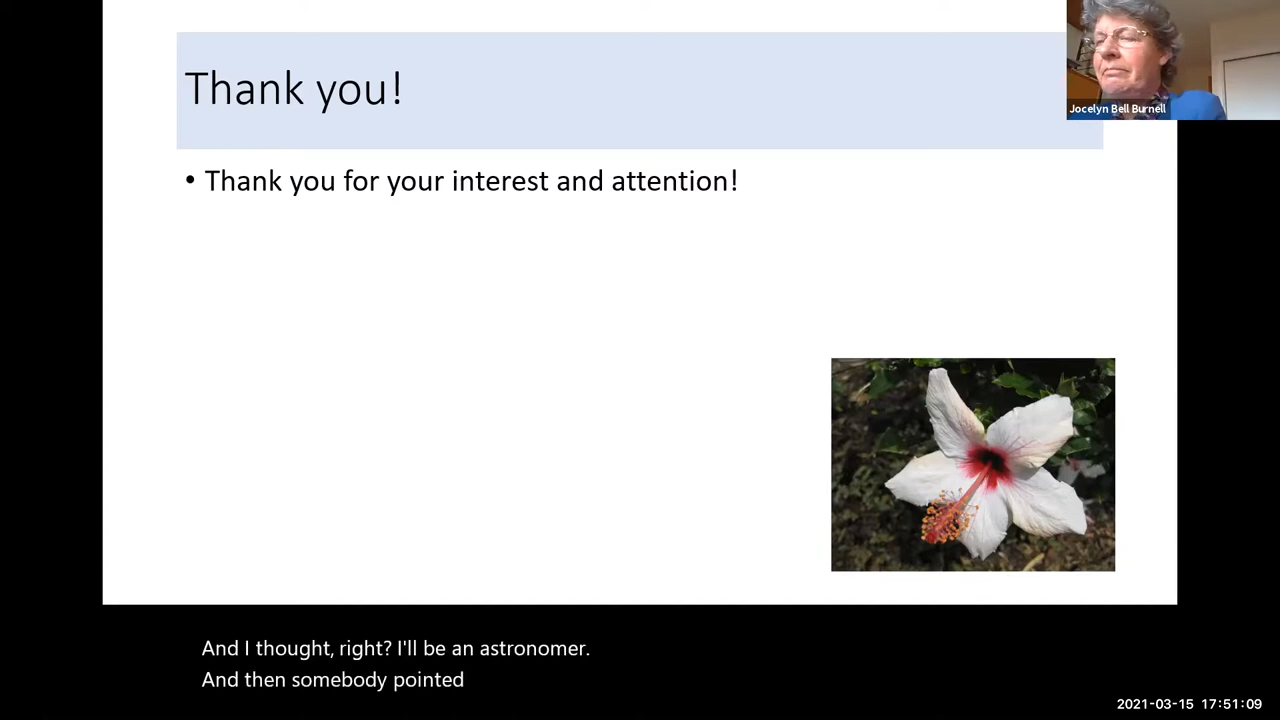 Thank you!
Jocelyn Bell Burnell
• Thank you for your interest and attention!
And I thought, right? I'll be an astronomer.
And then somebody pointed
2021-03-15 17:51:09